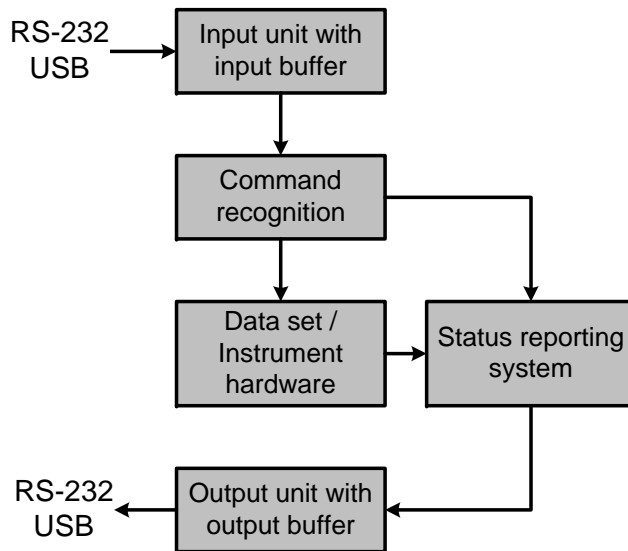 RS-232
USB
Input unit with
input buffer
Command
recognition
Data set /
Instrument
hardware
Status reporting
system
RS-232
USB
Output unit with
output buffer